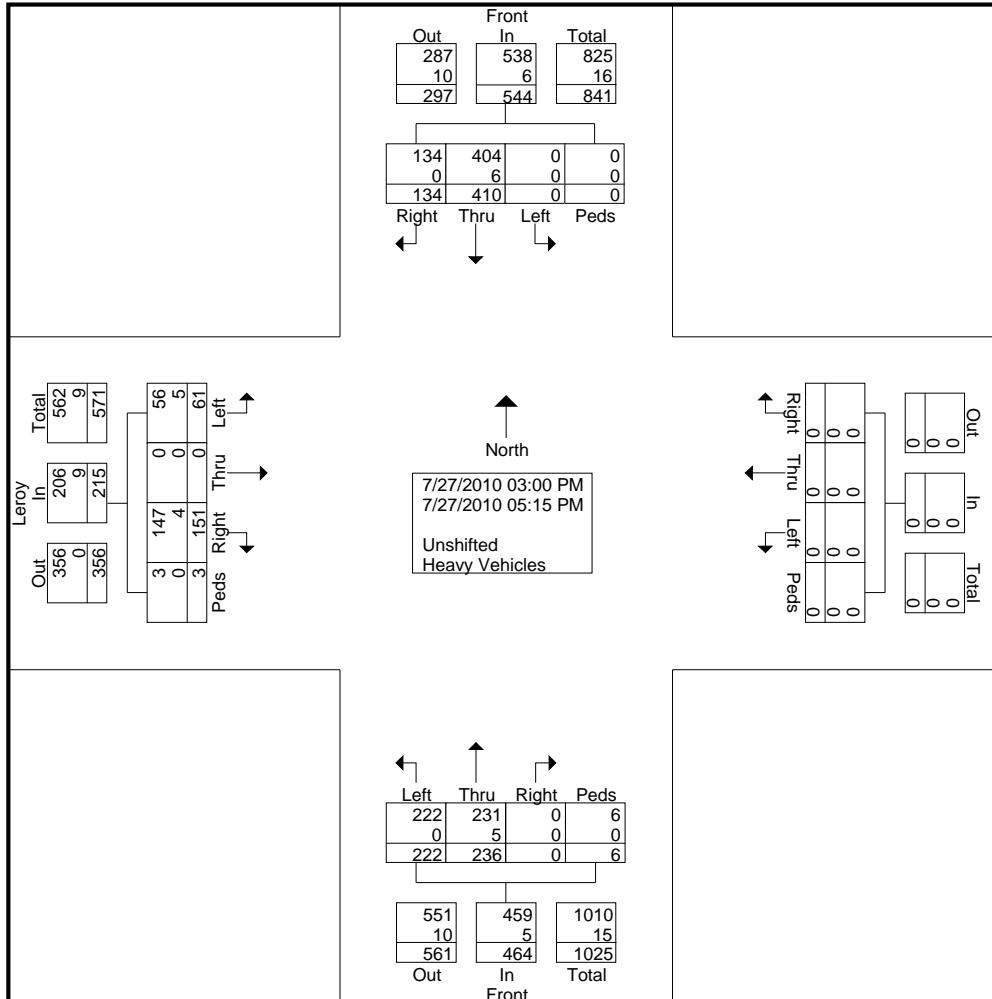 Front
Out In Total
287 538 825
10 6 16
297 544 841
134 404 0 0
0 6 0 0
134 410 0 0
Right Thru Left Peds
Leroy
Total In Out
562 206 356
9 9 0
571 215 356
56 0 147 3
5 0 4 0
61 0 151 3
Left Thru Right Peds
North
7/27/2010 03:00 PM
7/27/2010 05:15 PM
Unshifted
Heavy Vehicles
Right Thru Left Peds
0 0 0 0
0 0 0 0
0 0 0 0
Out In Total
0 0 0
0 0 0
0 0 0
Left Thru Right Peds
222 231 0 6
0 5 0 0
222 236 0 6
551 459 1010
10 5 15
561 464 1025
Out In Total
Front